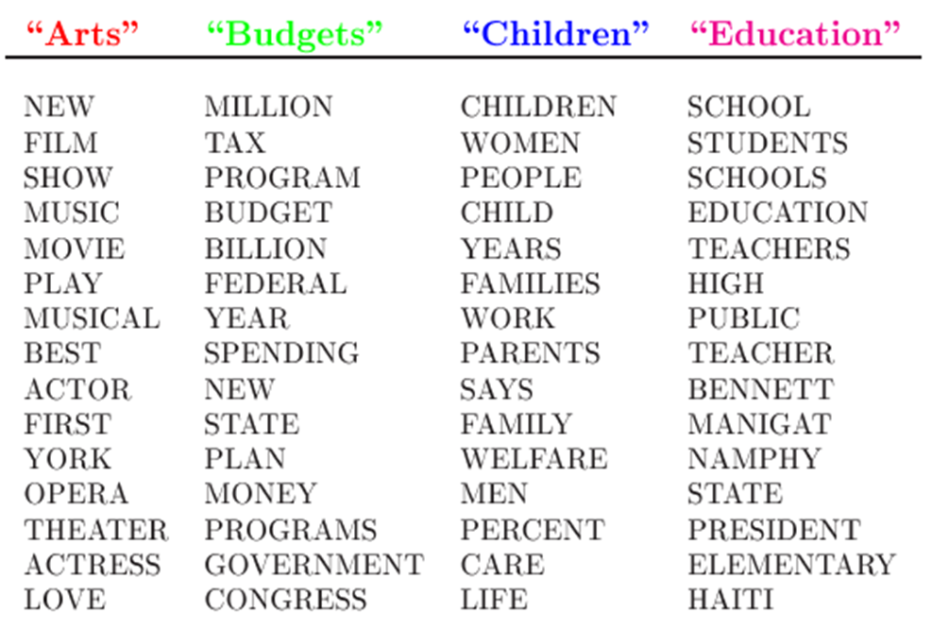 “Arts” “Budgets” “Children” “Education”
NEW MILLION CHILDREN SCHOOL
FILM TAX WOMEN STUDENTS
SHOW PROGRAM PEOPLE SCHOOLS
MUSIC BUDGET CHILD EDUCATION
MOVIE BILLION YEARS TEACHERS
PLAY FEDERAL FAMILIES HIGH
MUSICAL YEAR WORK PUBLIC
BEST SPENDING PARENTS TEACHER
ACTOR NEW SAYS BENNETT
FIRST STATE FAMILY MANIGAT
YORK PLAN WELFARE NAMPHY
OPERA MONEY MEN STATE
THEATER PROGRAMS PERCENT PRESIDENT
ACTRESS GOVERNMENT CARE ELEMENTARY
LOVE CONGRESS LIFE HAITI